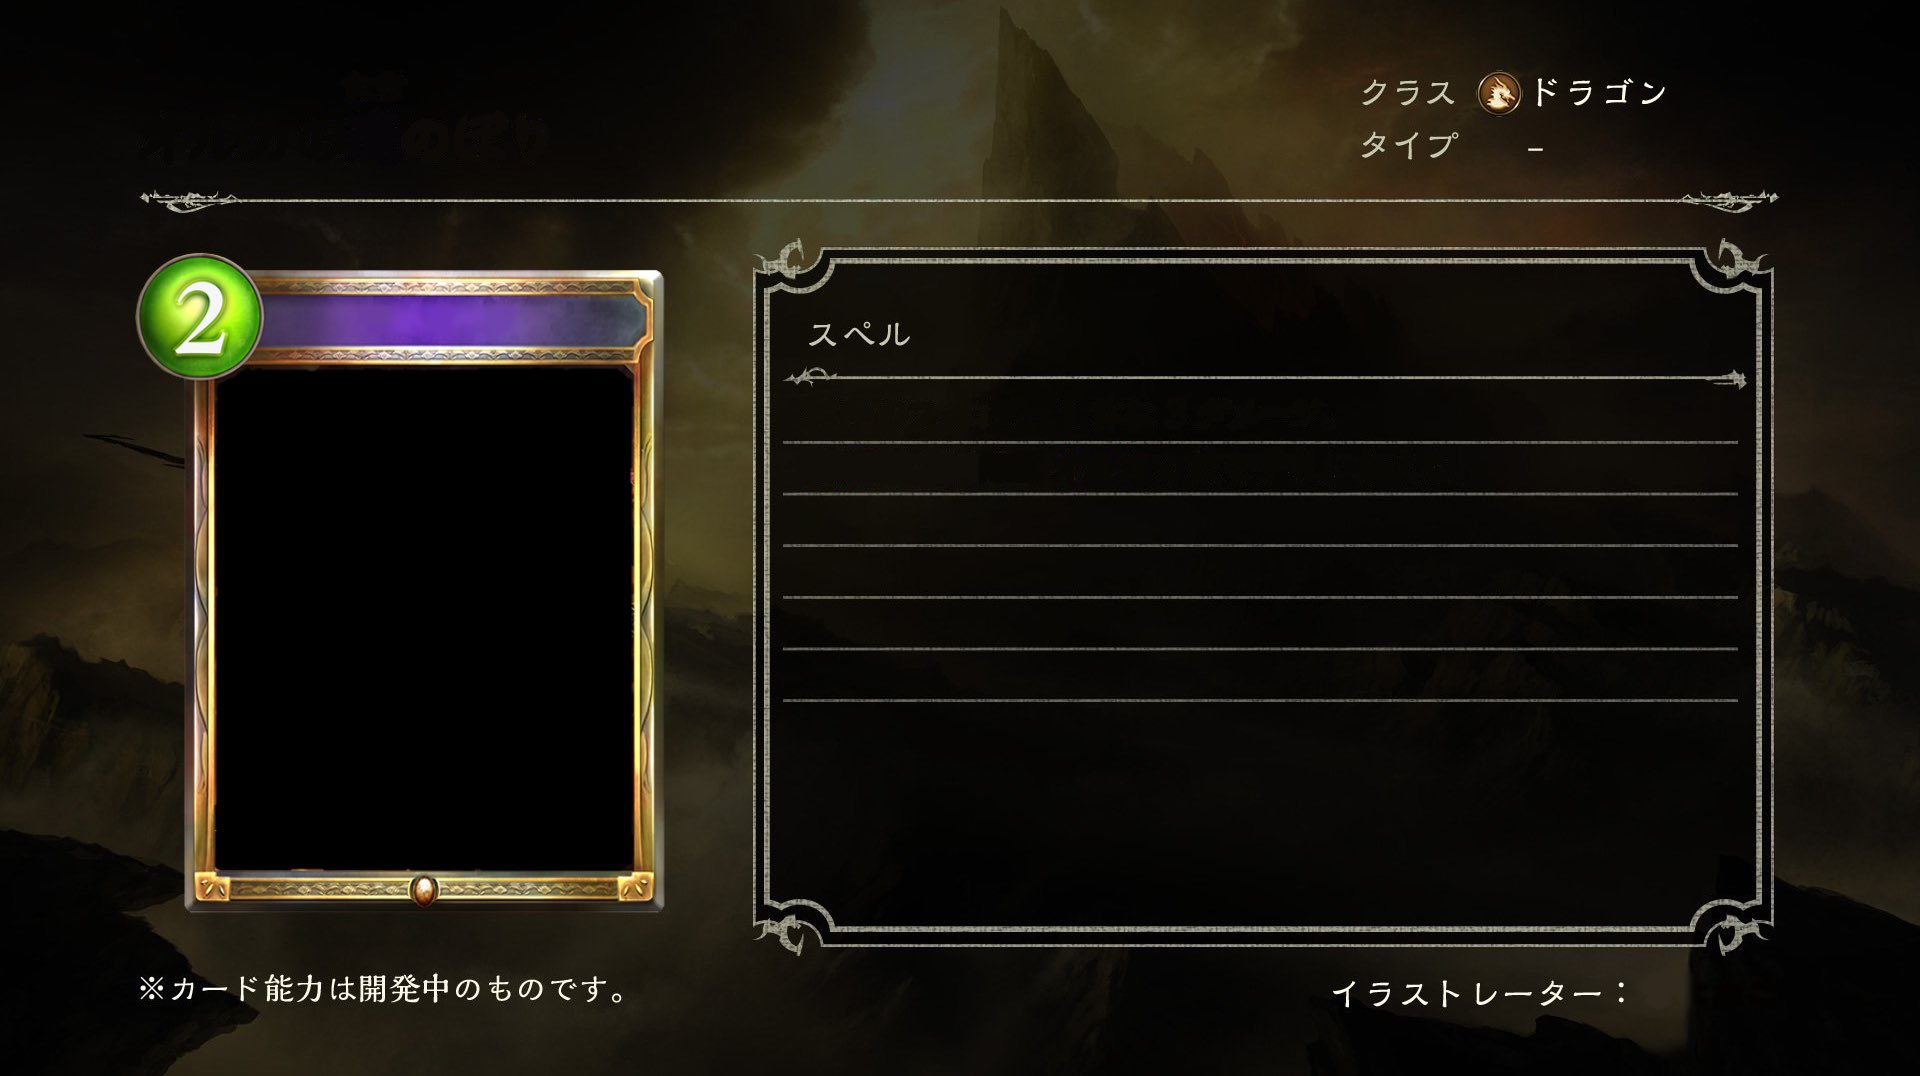 クラス ドラゴン
タイプ –
2
スペル
※カード能力は開発中のものです。
イラストレーター：